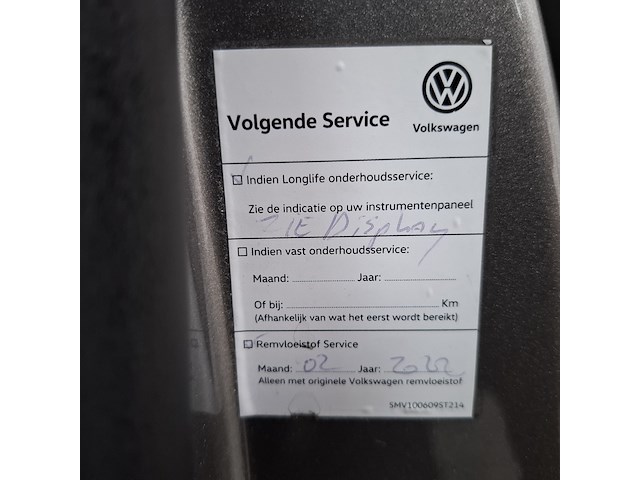 Volgende Service
Volkswagen
Indien Longlife onderhoudsservice:
Zie de indicatie op uw instrumentenpaneel
ZIE Display
Indien vast onderhoudsservice:
Maand: Jaar:
Of bij: Km
(Afhankelijk van wat het eerst wordt bereikt)
Remvloeistof Service
Maand: 02 Jaar: 2022
Alleen met originele Volkswagen remvloeistof
5MV100609ST214